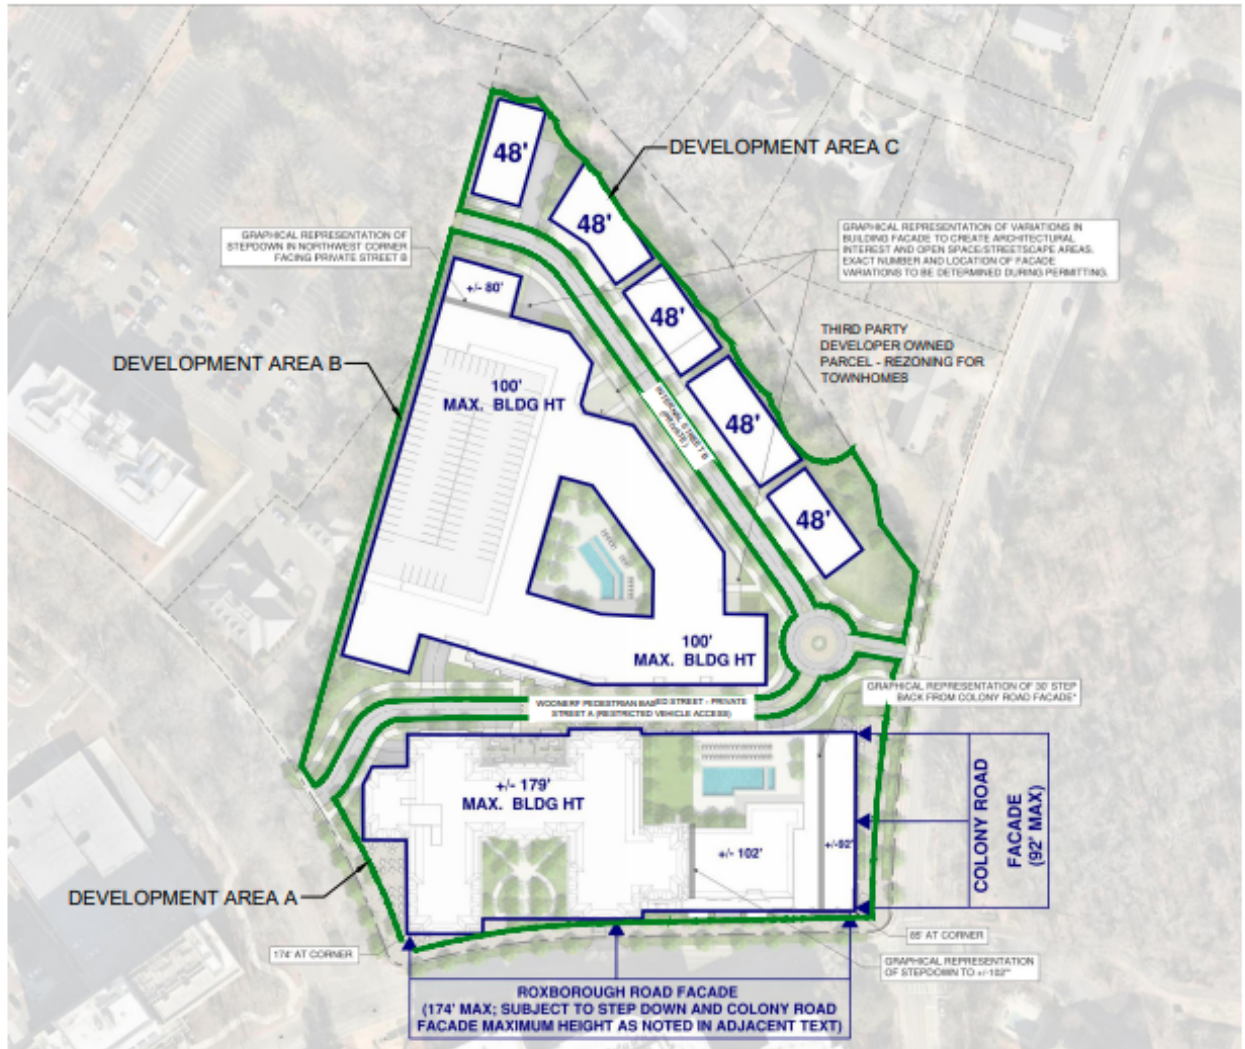 48'
DEVELOPMENT AREA C
48'
GRAPHICAL REPRESENTATION OF
STEPDOWN IN NORTHWEST CORNER
FACING PRIVATE STREET B
GRAPHICAL REPRESENTATION OF VARIATIONS IN
BUILDING FACADE TO CREATE ARCHITECTURAL
INTEREST AND OPEN SPACE/STREETSCAPE AREAS.
EXACT NUMBER AND LOCATION OF FACADE
VARIATIONS TO BE DETERMINED DURING PERMITTING.
+/- 80'
48'
THIRD PARTY
DEVELOPER OWNED
PARCEL - REZONING FOR
TOWNHOMES
DEVELOPMENT AREA B
100'
MAX. BLDG HT
INTERNAL STREET B
(PRIVATE)
48'
48'
100'
MAX. BLDG HT
GRAPHICAL REPRESENTATION OF 30' STEP
BACK FROM COLONY ROAD FACADE"
WOONERF PEDESTRIAN BASED STREET - PRIVATE
STREET A (RESTRICTED VEHICLE ACCESS)
+/- 179'
MAX. BLDG HT
+/- 102'
+/-92'
COLONY ROAD
FACADE
(92' MAX)
DEVELOPMENT AREA A
174' AT CORNER
85' AT CORNER
GRAPHICAL REPRESENTATION
OF STEPDOWN TO +/-102'"
ROXBOROUGH ROAD FACADE
(174' MAX; SUBJECT TO STEP DOWN AND COLONY ROAD
FACADE MAXIMUM HEIGHT AS NOTED IN ADJACENT TEXT)